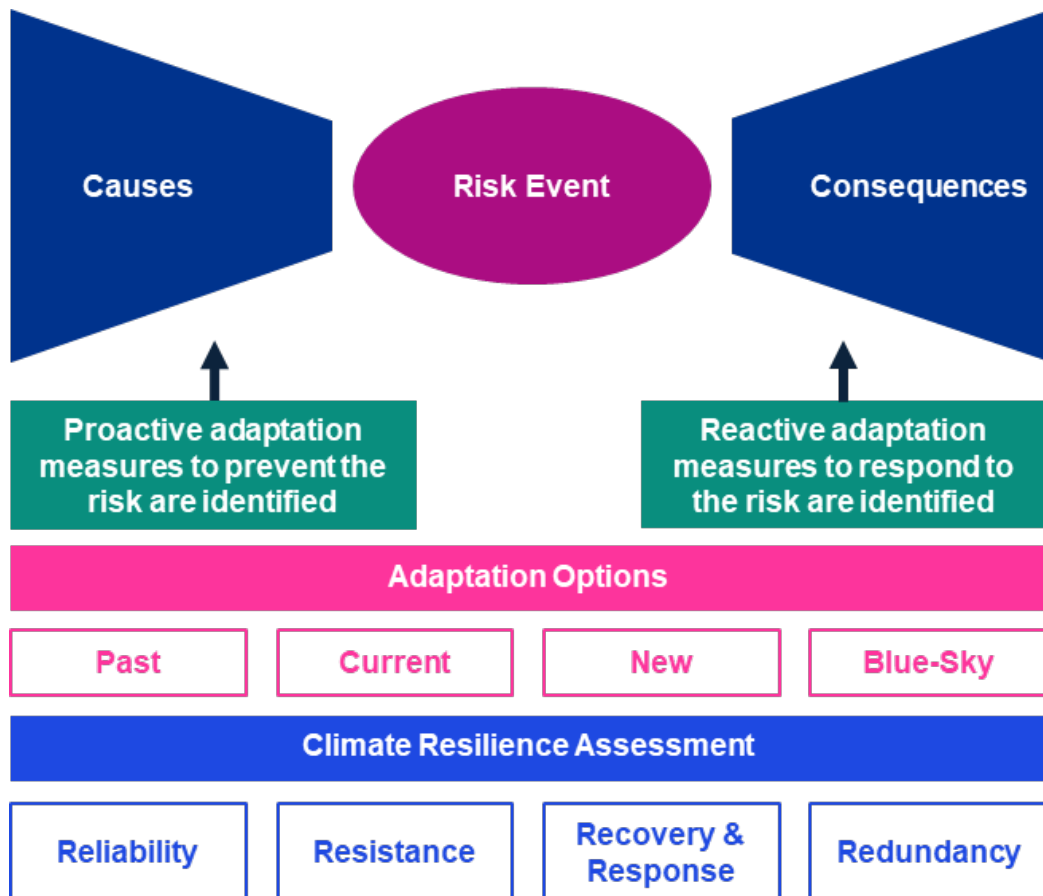 Causes
Risk Event
Consequences
Proactive adaptation
measures to prevent the
risk are identified
Reactive adaptation
measures to respond to
the risk are identified
Adaptation Options
Past
Current
New
Blue-Sky
Climate Resilience Assessment
Reliability
Resistance
Recovery &
Response
Redundancy